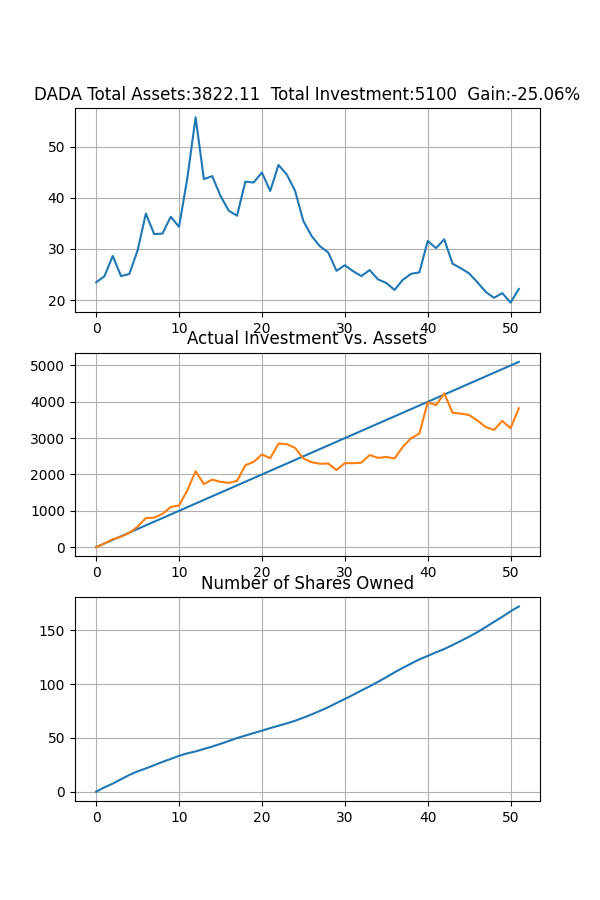 DADA Total Assets:3822.11  Total Investment:5100  Gain:-25.06%
50
40
30
20
0 10 20 30 40 50
Actual Investment vs. Assets
5000
4000
3000
2000
1000
0
0 10 20 30 40 50
Number of Shares Owned
150
100
50
0
0 10 20 30 40 50